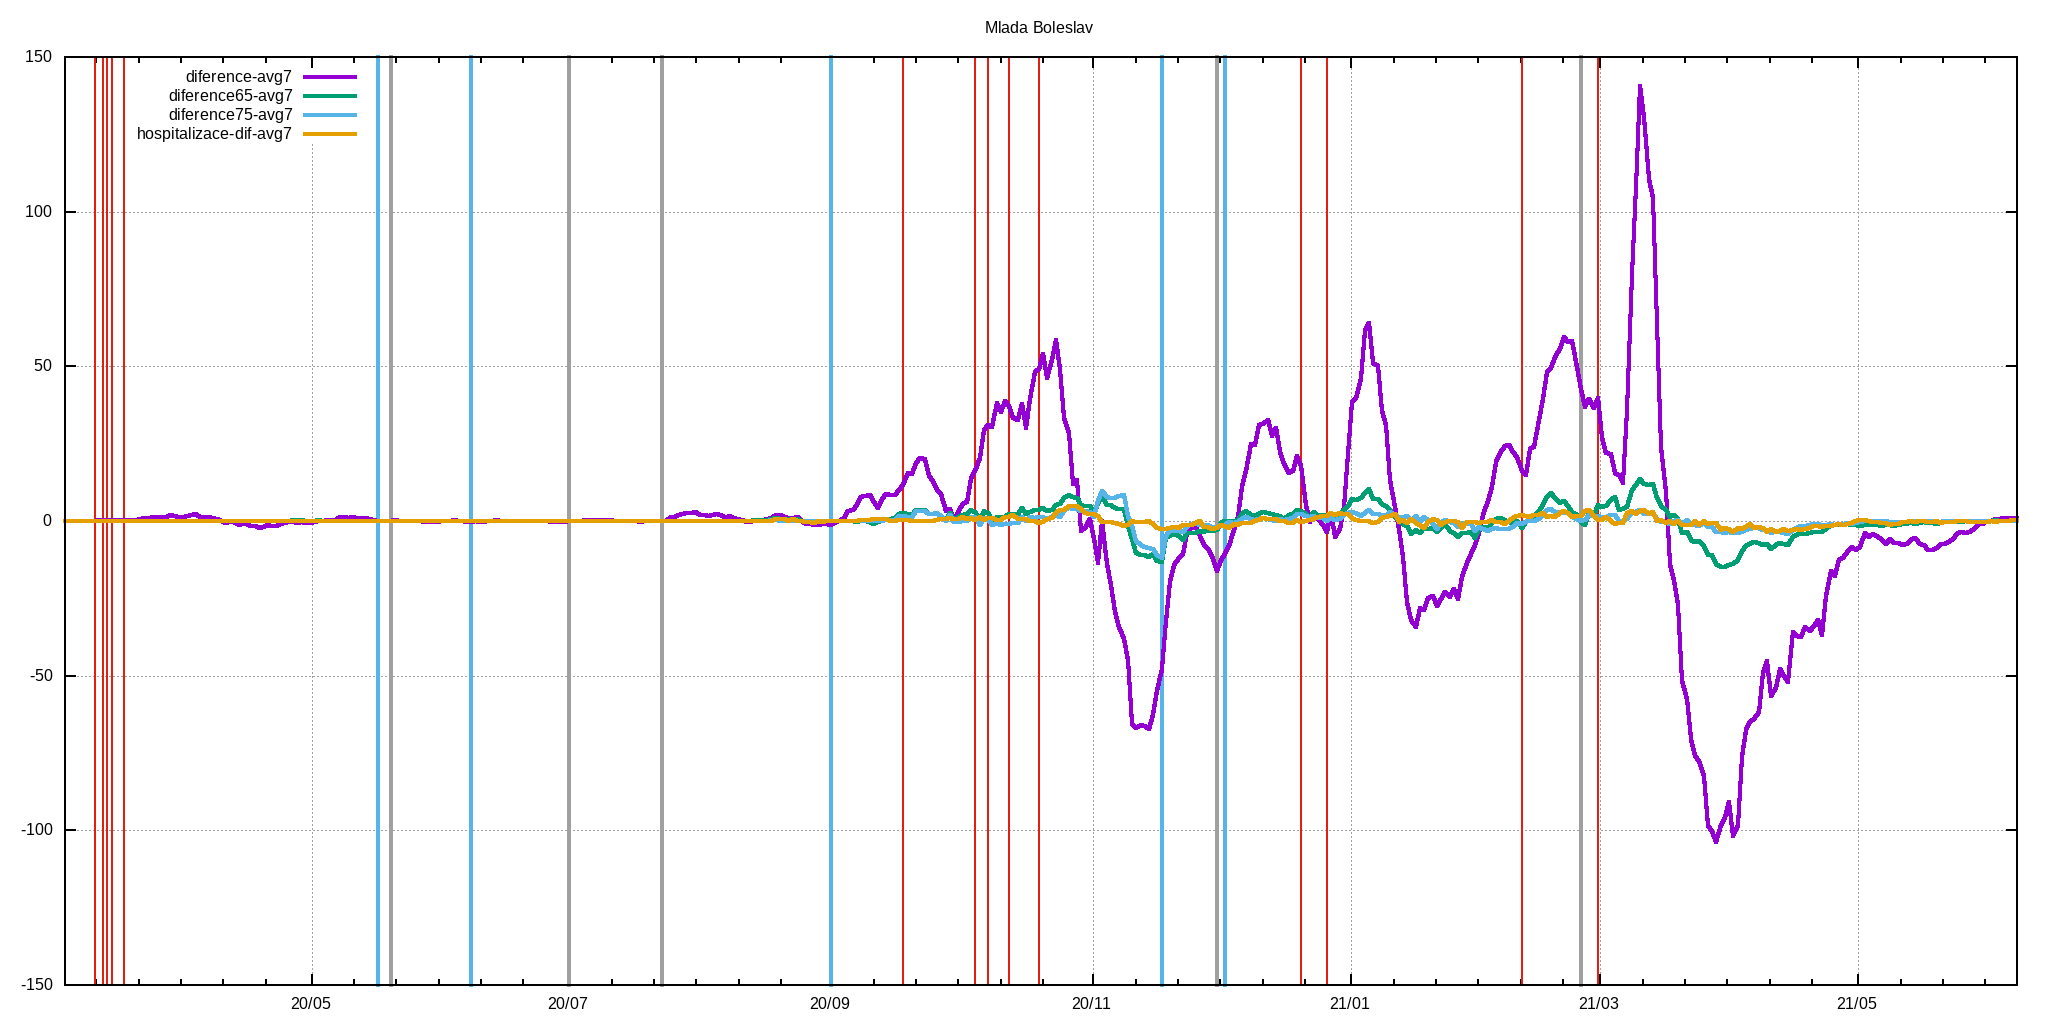 Mlada Boleslav
150
100
50
0
-50
-100
-150
diference-avg7
diference65-avg7
diference75-avg7
hospitalizace-dif-avg7
20/05
20/07
20/09
20/11
21/01
21/03
21/05